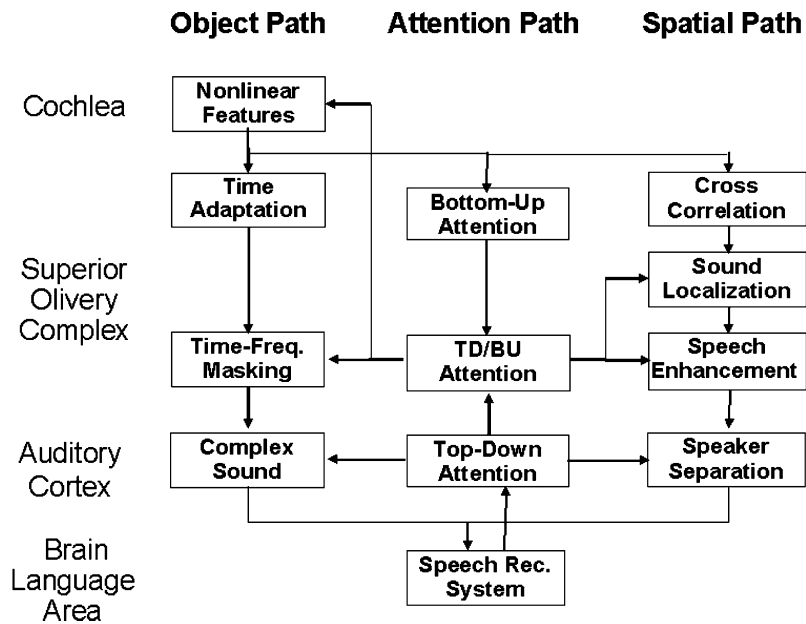 Object Path
Attention Path
Spatial Path
Cochlea
Nonlinear
Features
Time
Adaptation
Bottom-Up
Attention
Cross
Correlation
Superior
Olivery
Complex
Sound
Localization
Time-Freq.
Masking
TD/BU
Attention
Speech
Enhancement
Auditory
Cortex
Complex
Sound
Top-Down
Attention
Speaker
Separation
Brain
Language
Area
Speech Rec.
System